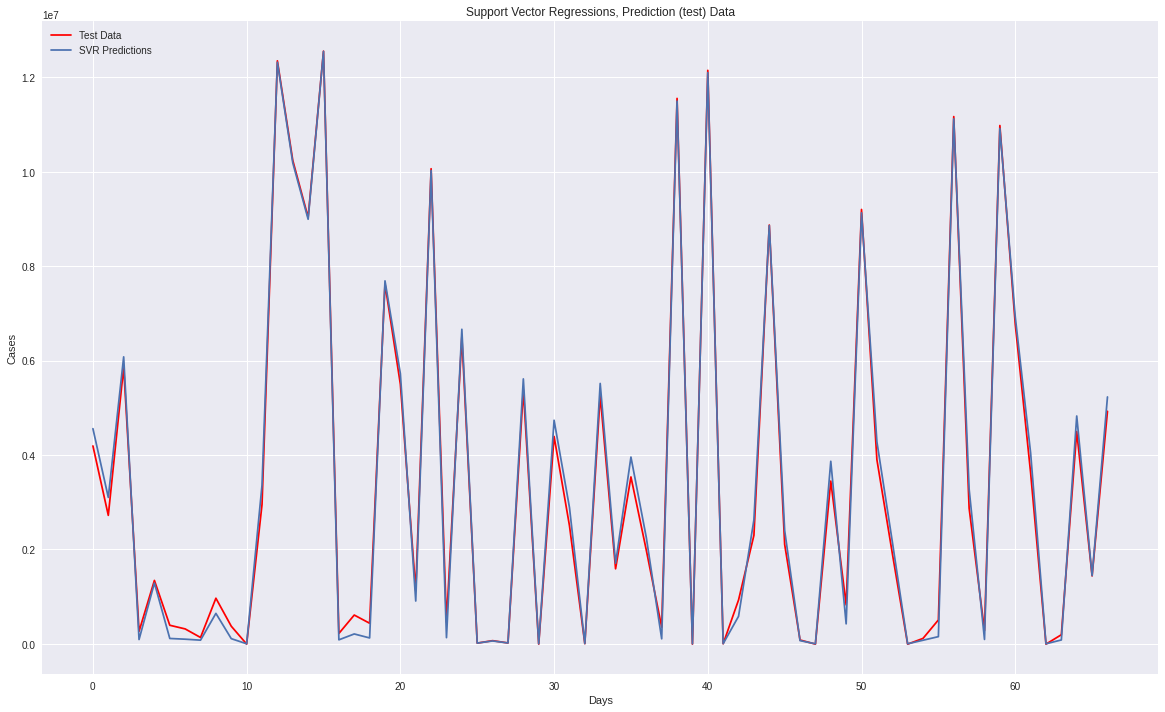 Support Vector Regressions, Prediction (test) Data
1e7
Test Data
SVR Predictions
1.2
1.0
0.8
0.6
0.4
0.2
0.0
Cases
0 10 20 30 40 50 60
Days